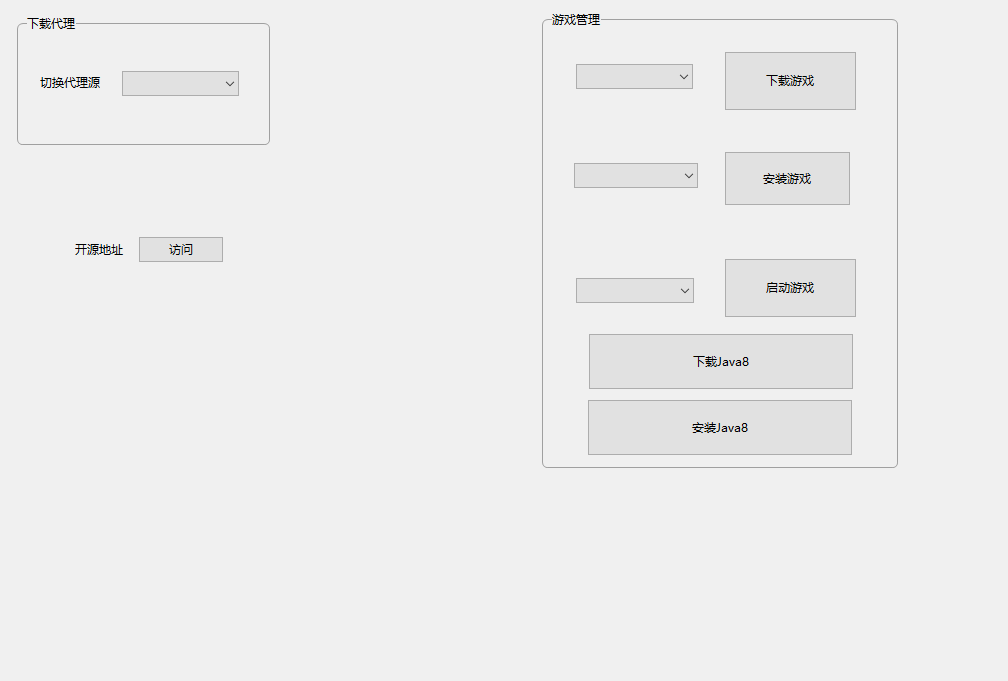 下载代理
切换代理源
开源地址
访问
游戏管理
下载游戏
安装游戏
启动游戏
下载Java8
安装Java8